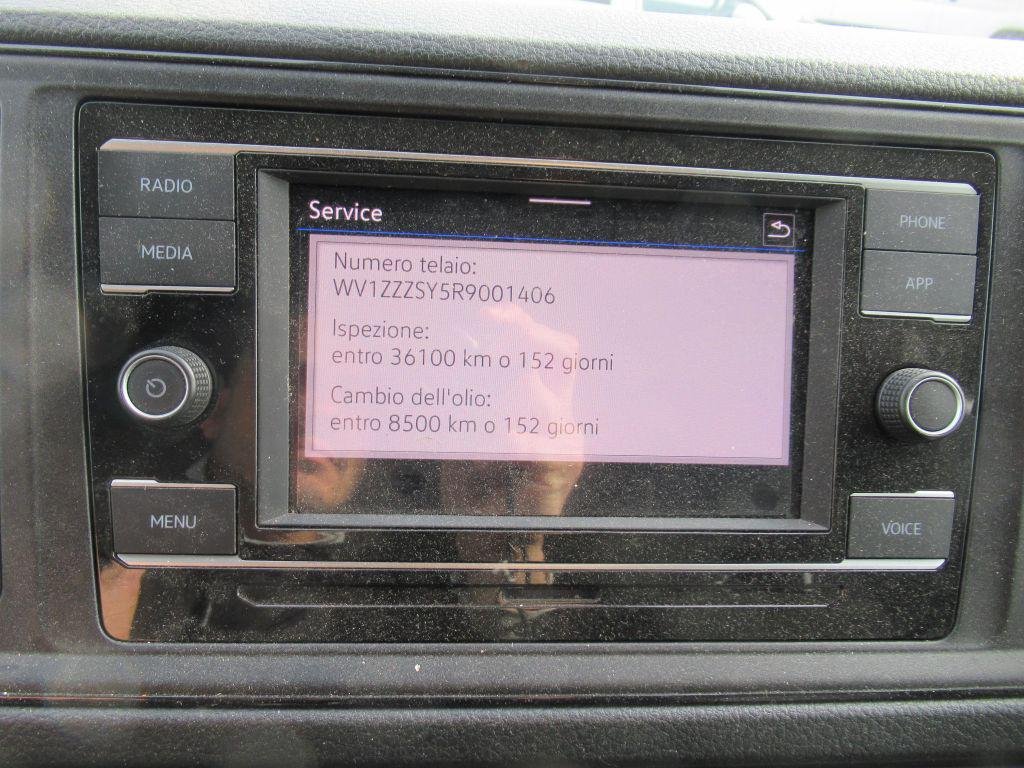 RADIO
MEDIA
MENU
Service
Numero telaio:
WV1ZZZSY5R9001406
Ispezione:
entro 36100 km o 152 giorni
Cambio dell'olio:
entro 8500 km o 152 giorni
PHONE
APP
VOICE